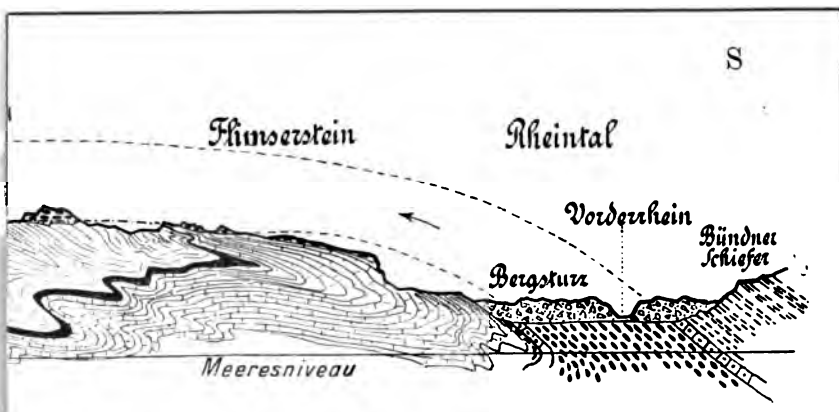 S
Flimserstein
Rheintal
Vorderrhein
Bündner
Schiefer
Bergsturz
Meeresniveau